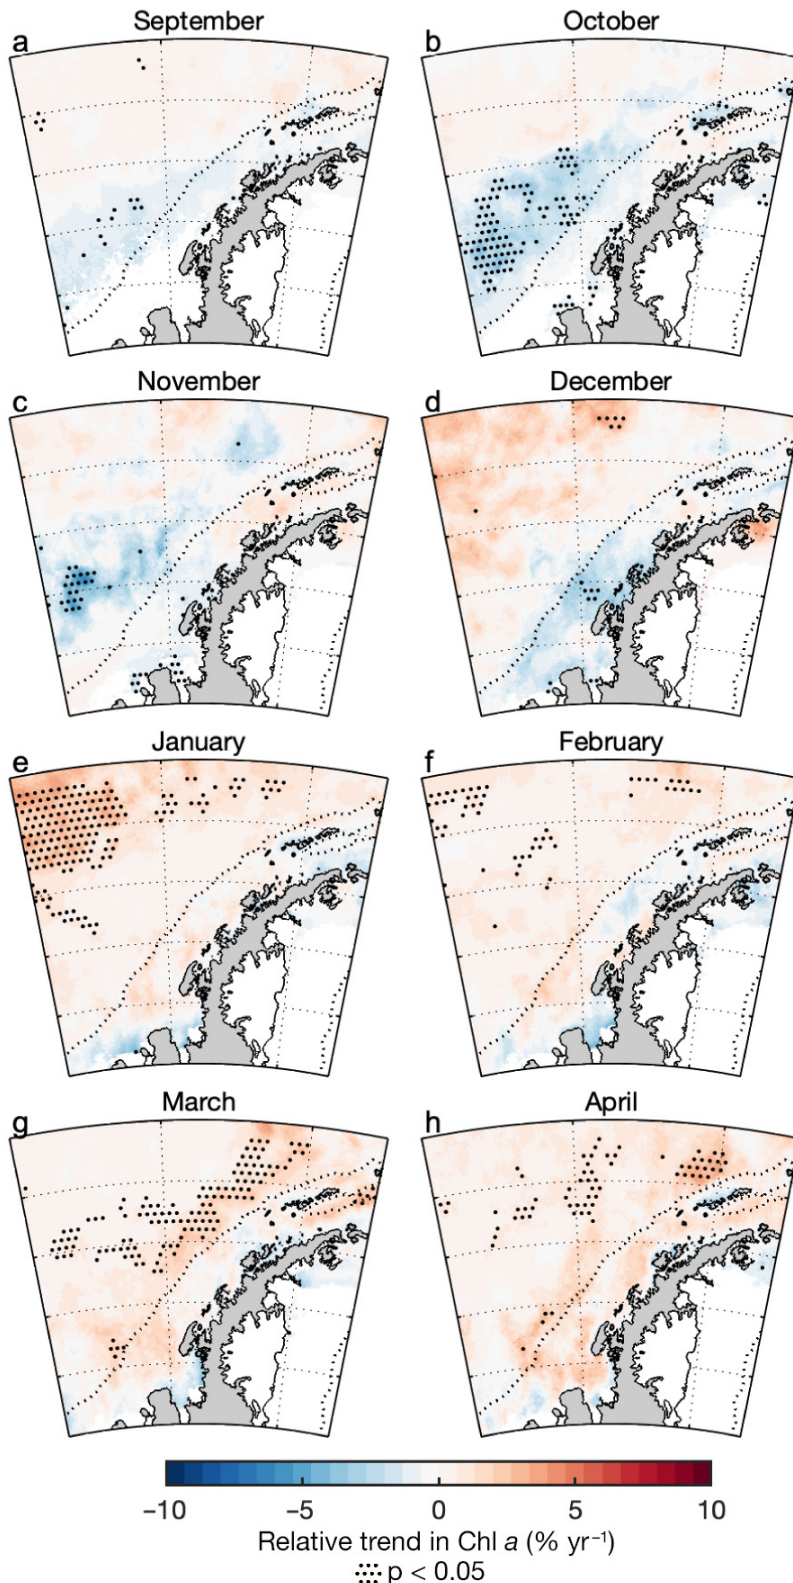 September
October
a
b
November
December
c
d
January
February
e
f
March
April
g
h
−10
−5
0
5
10
Relative trend in Chl a (% yr⁻¹)
p < 0.05